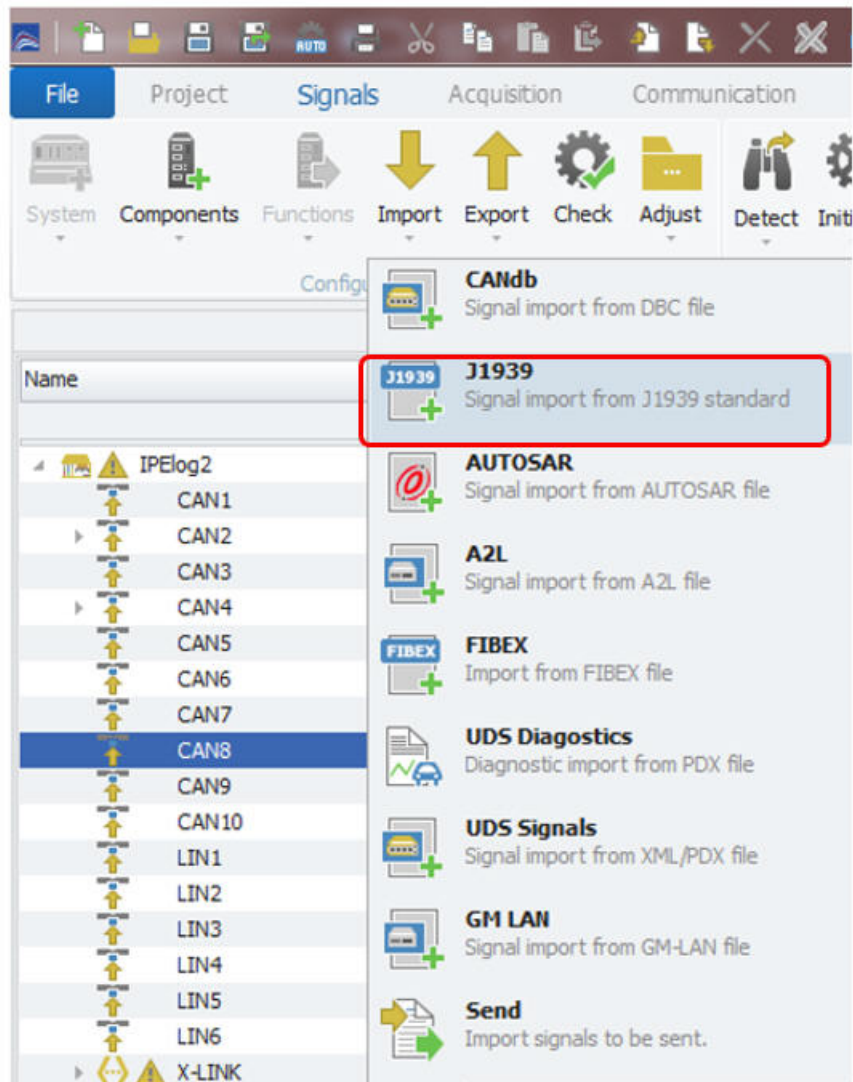 AUTO
File Project Signals Acquisition Communication
System Components Functions Import Export Check Adjust Detect Initi
Configu
Name
CANdb
Signal import from DBC file
J1939
J1939
Signal import from J1939 standard
AUTOSAR
Signal import from AUTOSAR file
A2L
Signal import from A2L file
FIBEX
FIBEX
Import from FIBEX file
UDS Diagostics
Diagnostic import from PDX file
UDS Signals
Signal import from XML/PDX file
GM LAN
Signal import from GM-LAN file
Send
Import signals to be sent.
IPElog2
CAN1
CAN2
CAN3
CAN4
CAN5
CAN6
CAN7
CAN8
CAN9
CAN10
LIN1
LIN2
LIN3
LIN4
LIN5
LIN6
X-LINK